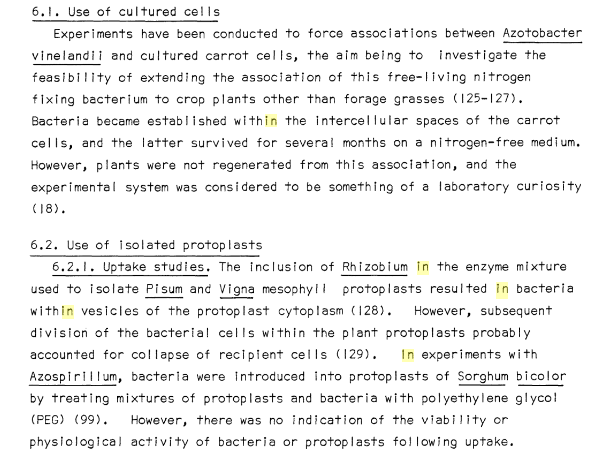 6.1. Use of cultured cells
Experiments have been conducted to force associations between Azotobacter
vinelandii and cultured carrot cells, the aim being to investigate the
feasibility of extending the association of this free-living nitrogen
fixing bacterium to crop plants other than forage grasses (125-127).
Bacteria became established within the intercellular spaces of the carrot
cells, and the latter survived for several months on a nitrogen-free medium.
However, plants were not regenerated from this association, and the
experimental system was considered to be something of a laboratory curiosity
(18).
6.2. Use of isolated protoplasts
6.2.1. Uptake studies. The inclusion of Rhizobium in the enzyme mixture
used to isolate Pisum and Vigna mesophyll protoplasts resulted in bacteria
within vesicles of the protoplast cytoplasm (128). However, subsequent
division of the bacterial cells within the plant protoplasts probably
accounted for collapse of recipient cells (129). In experiments with
Azospirillum, bacteria were introduced into protoplasts of Sorghum bicolor
by treating mixtures of protoplasts and bacteria with polyethylene glycol
(PEG) (99). However, there was no indication of the viability or
physiological activity of bacteria or protoplasts following uptake.